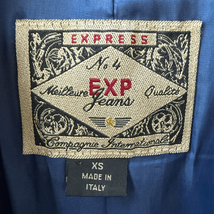 EXPRESS
No 4
EXP
Meilleure Qualité
Jeans
Compagnie Internationale
XS
MADE IN
ITALY